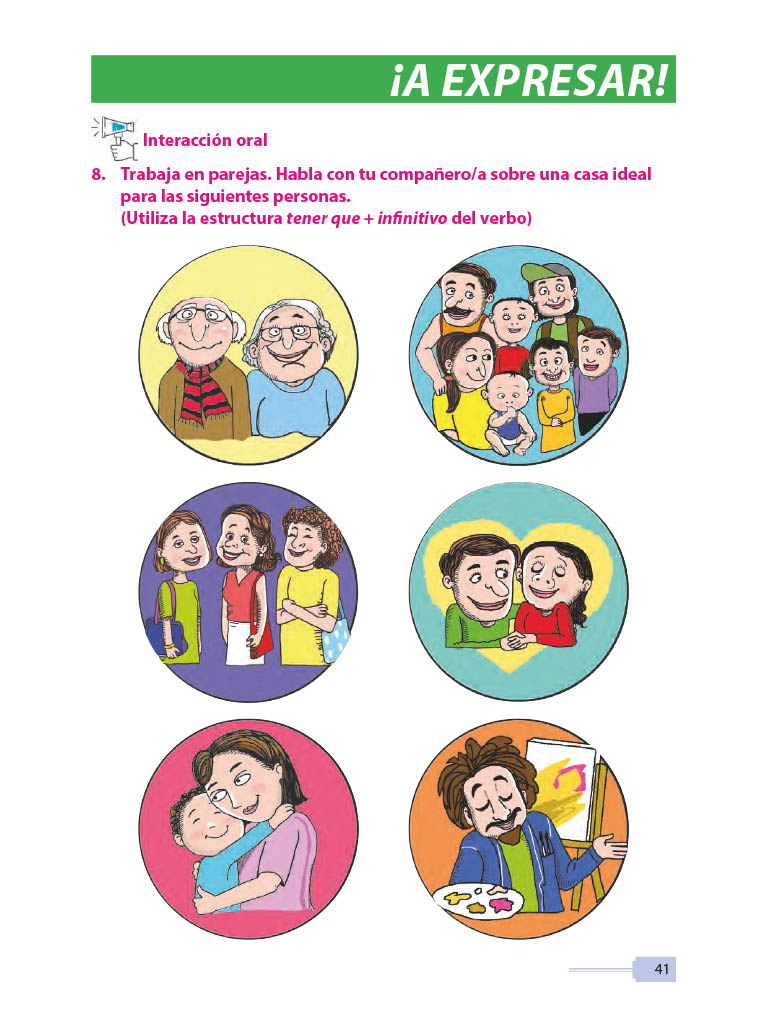 ¡A EXPRESAR!
Interacción oral
8. Trabaja en parejas. Habla con tu compañero/a sobre una casa ideal
para las siguientes personas.
(Utiliza la estructura tener que + infinitivo del verbo)
41